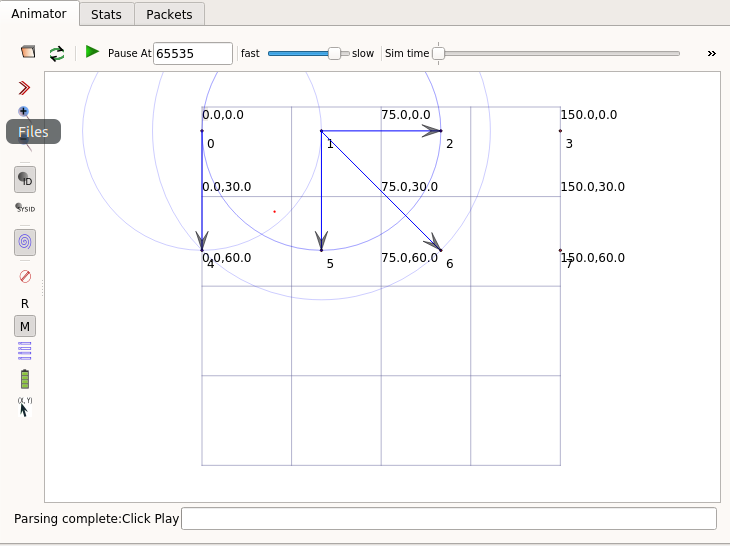 Animator Stats Packets
Pause At 65535 fast slow Sim time »
Files
ID
SYSID
R
M
(X, Y)
0.0,0.0 75.0,0.0 150.0,0.0
0 1 2 3
0.0,30.0 75.0,30.0 150.0,30.0
0.0,60.0 75.0,60.0 150.0,60.0
4 5 6 7
Parsing complete:Click Play